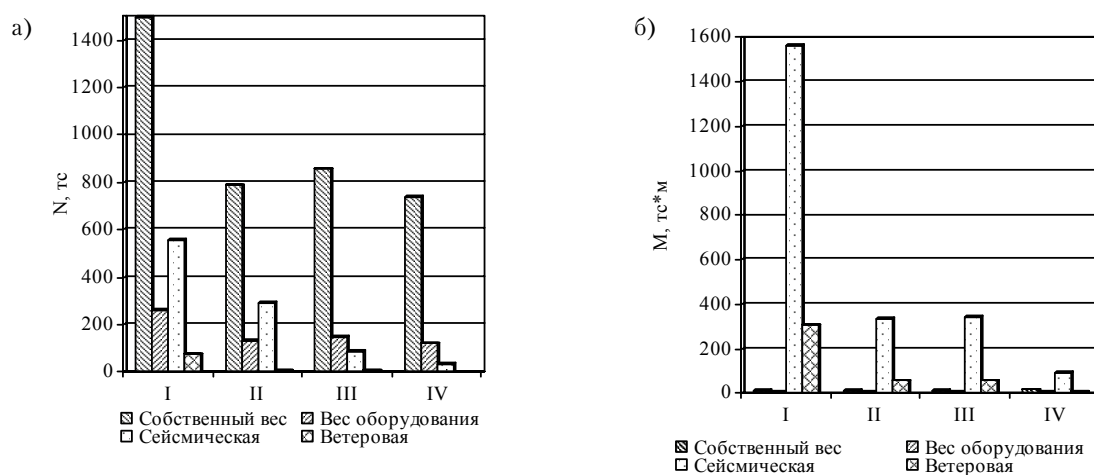 а)
N, тс
1400
1200
1000
800
600
400
200
0
I II III IV
Собственный вес Вес оборудования
Сейсмическая Ветеровая
б)
М, тс*м
1600
1400
1200
1000
800
600
400
200
0
I II III IV
Собственный вес Вес оборудования
Сейсмическая Ветеровая